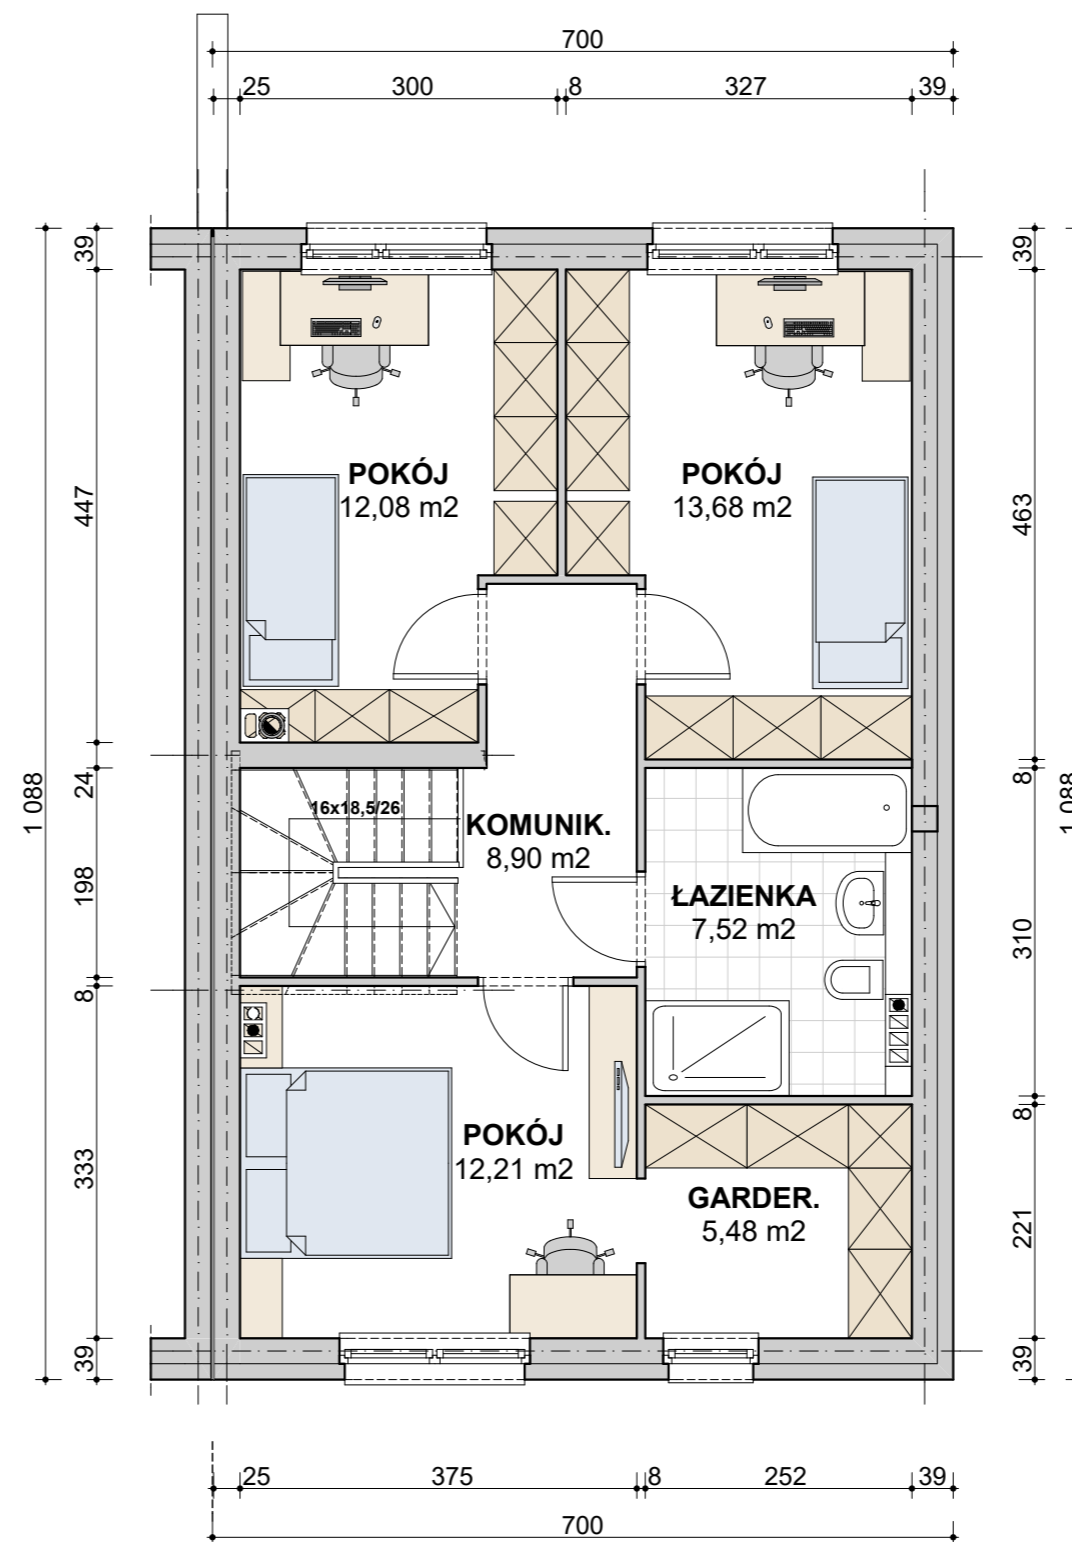 700
25 300 8 327 39
39
447
24
198
8
333
39
1 088
39
463
8
310
8
221
39
1 088
POKÓJ
12,08 m2
POKÓJ
13,68 m2
16x18,5/26
KOMUNIK.
8,90 m2
ŁAZIENKA
7,52 m2
POKÓJ
12,21 m2
GARDER.
5,48 m2
25 375 8 252 39
700